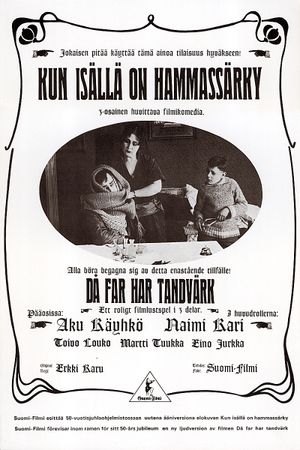 Jokaisen pitää käyttää tämä ainoa tilaisuus hyväkseen!
KUN ISÄLLÄ ON HAMMASSÄRKY
3-osainen huvittava filmikomedia.
Alla böra begagna sig av detta enastående tillfälle!
DÅ FAR HAR TANDVÄRK
Ett roligt filmlustspel i 3 delar.
Pääosissa: I huvudrollerna:
Aku Käyhkö Naimi Kari
Toivo Louko Martti Tuukka Eino Jurkka
Erkki Karu Suomi-Filmi
Suomi-Filmi
Suomi-Filmi esittää 50-vuotisjuhlaohjelmistossaan uutena ääniversiona elokuvan Kun isällä on hammassärky
Suomi-Filmi förevisar inom ramen för sitt 50-års jubileum en ny ljudversion av filmen Då far har tandvärk